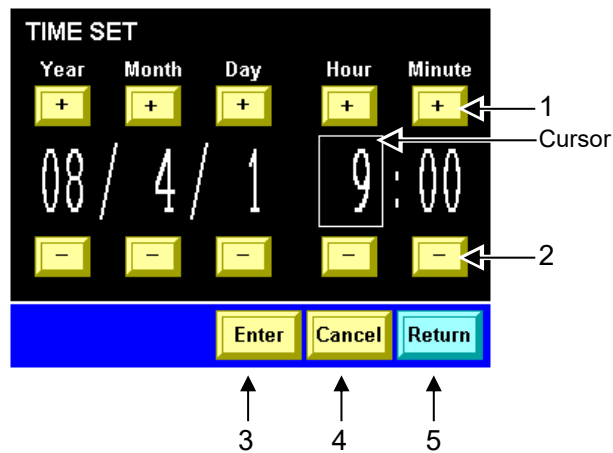 TIME SET
Year Month Day Hour Minute
+ + + + + 1
Cursor
08 / 4 / 1 9 : 00
− − − − − 2
Enter Cancel Return
3 4 5